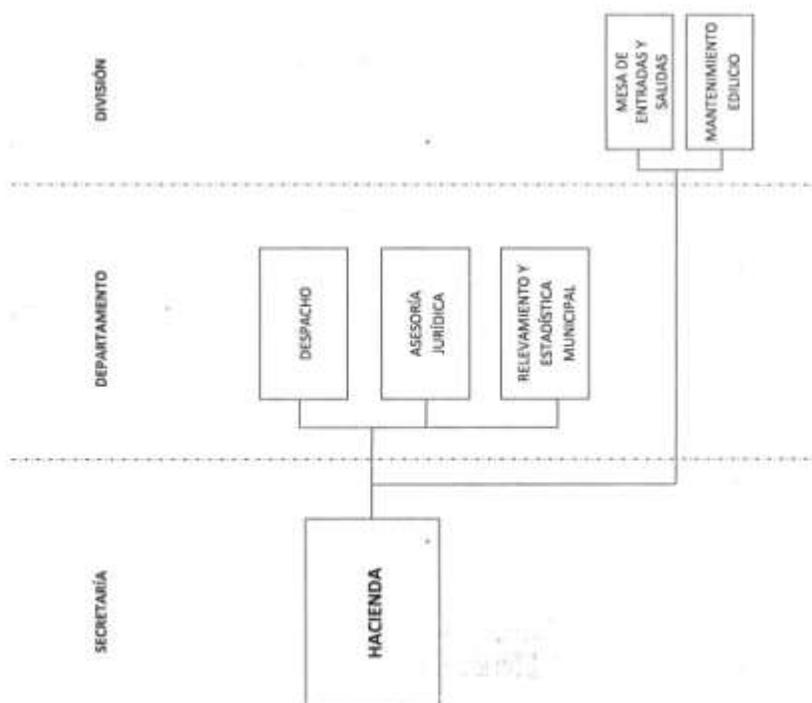 SECRETARÍA
DEPARTAMENTO
DIVISIÓN
HACIENDA
DESPACHO
ASESORÍA
JURÍDICA
RELEVAMIENTO Y
ESTADÍSTICA
MUNICIPAL
MESA DE
ENTRADAS Y
SALIDAS
MANTENIMIENTO
EDILICIO